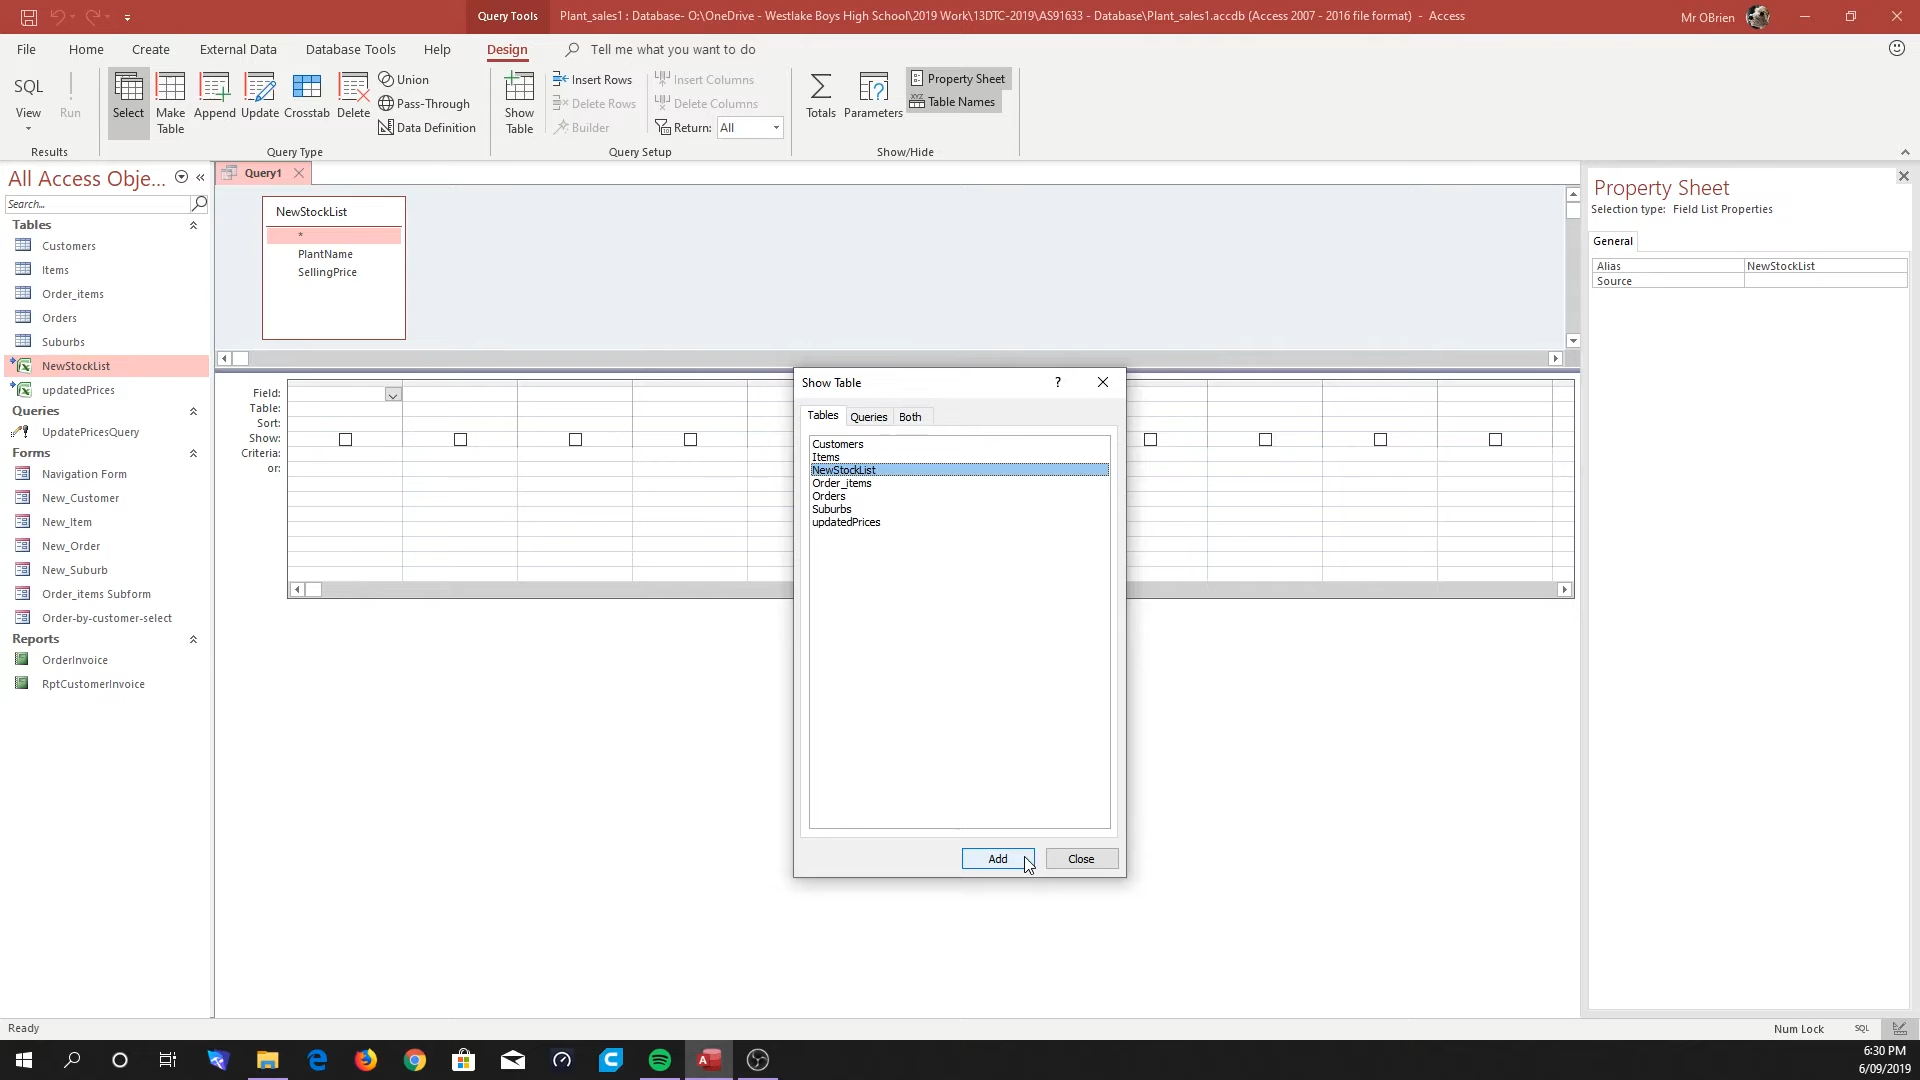 Query Tools
Plant_sales1 : Database- O:\OneDrive - Westlake Boys High School\2019 Work\13DTC-2019\AS91633 - Database\Plant_sales1.accdb (Access 2007 - 2016 file format)  -  Access
Mr OBrien
File
Home
Create
External Data
Database Tools
Help
Design
Tell me what you want to do
SQL
View
Run
Select
Make
Table
Append
Update
Crosstab
Delete
Union
Pass-Through
Data Definition
Show
Table
Insert Rows
Delete Rows
Builder
Insert Columns
Delete Columns
Return: All
Totals
Parameters
Property Sheet
XYZ Table Names
Results
Query Type
Query Setup
Show/Hide
All Access Obje...
Search...
Tables
Customers
Items
Order_items
Orders
Suburbs
NewStockList
updatedPrices
Queries
UpdatePricesQuery
Forms
Navigation Form
New_Customer
New_Item
New_Order
New_Suburb
Order_items Subform
Order-by-customer-select
Reports
OrderInvoice
RptCustomerInvoice
Query1
NewStockList
*
PlantName
SellingPrice
Field:
Table:
Sort:
Show:
Criteria:
or:
Show Table
?
Tables
Queries
Both
Customers
Items
NewStockList
Order_items
Orders
Suburbs
updatedPrices
Add
Close
Property Sheet
Selection type:  Field List Properties
General
Alias
NewStockList
Source
Ready
Num Lock
SQL
6:30 PM
6/09/2019